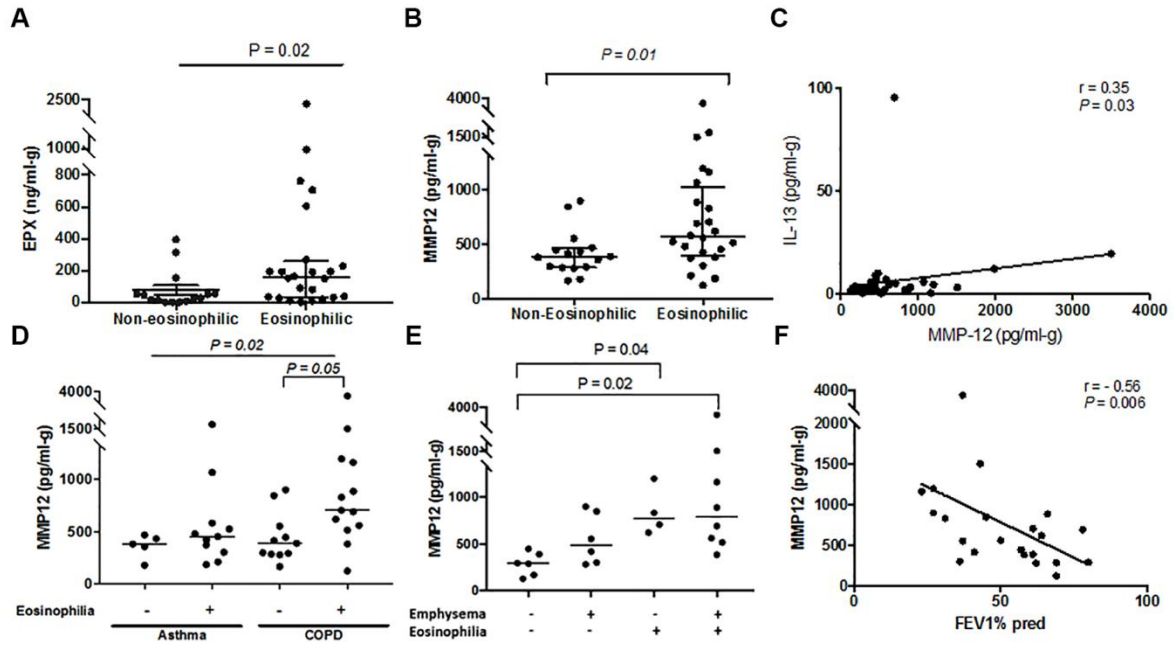 A
P = 0.02
EPX (ng/ml-g)
2500
1000
800
600
400
200
0
Non-eosinophilic Eosinophilic
B
P = 0.01
MMP12 (pg/ml-g)
4000
1500
1000
500
0
Non-Eosinophilic Eosinophilic
C
r = 0.35
P = 0.03
IL-13 (pg/ml-g)
100
50
0
0 1000 2000 3000 4000
MMP-12 (pg/ml-g)
D
P = 0.02
P = 0.05
MMP12 (pg/ml-g)
4000
1500
1000
500
0
Eosinophilia - + - +
Asthma COPD
E
P = 0.04
P = 0.02
MMP12 (pg/ml-g)
4000
1500
1000
500
0
Emphysema - + - +
Eosinophilia - - + +
F
r = - 0.56
P = 0.006
MMP12 (pg/ml-g)
4000
2000
1500
1000
500
0
0 50 100
FEV1% pred